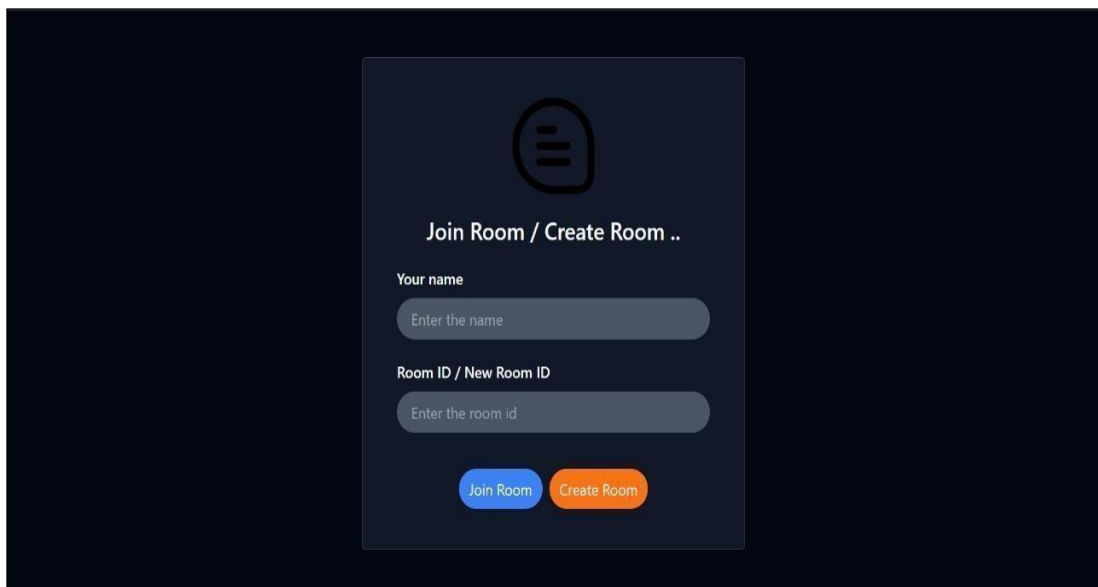 Join Room / Create Room ..
Your name
Enter the name
Room ID / New Room ID
Enter the room id
Join Room Create Room